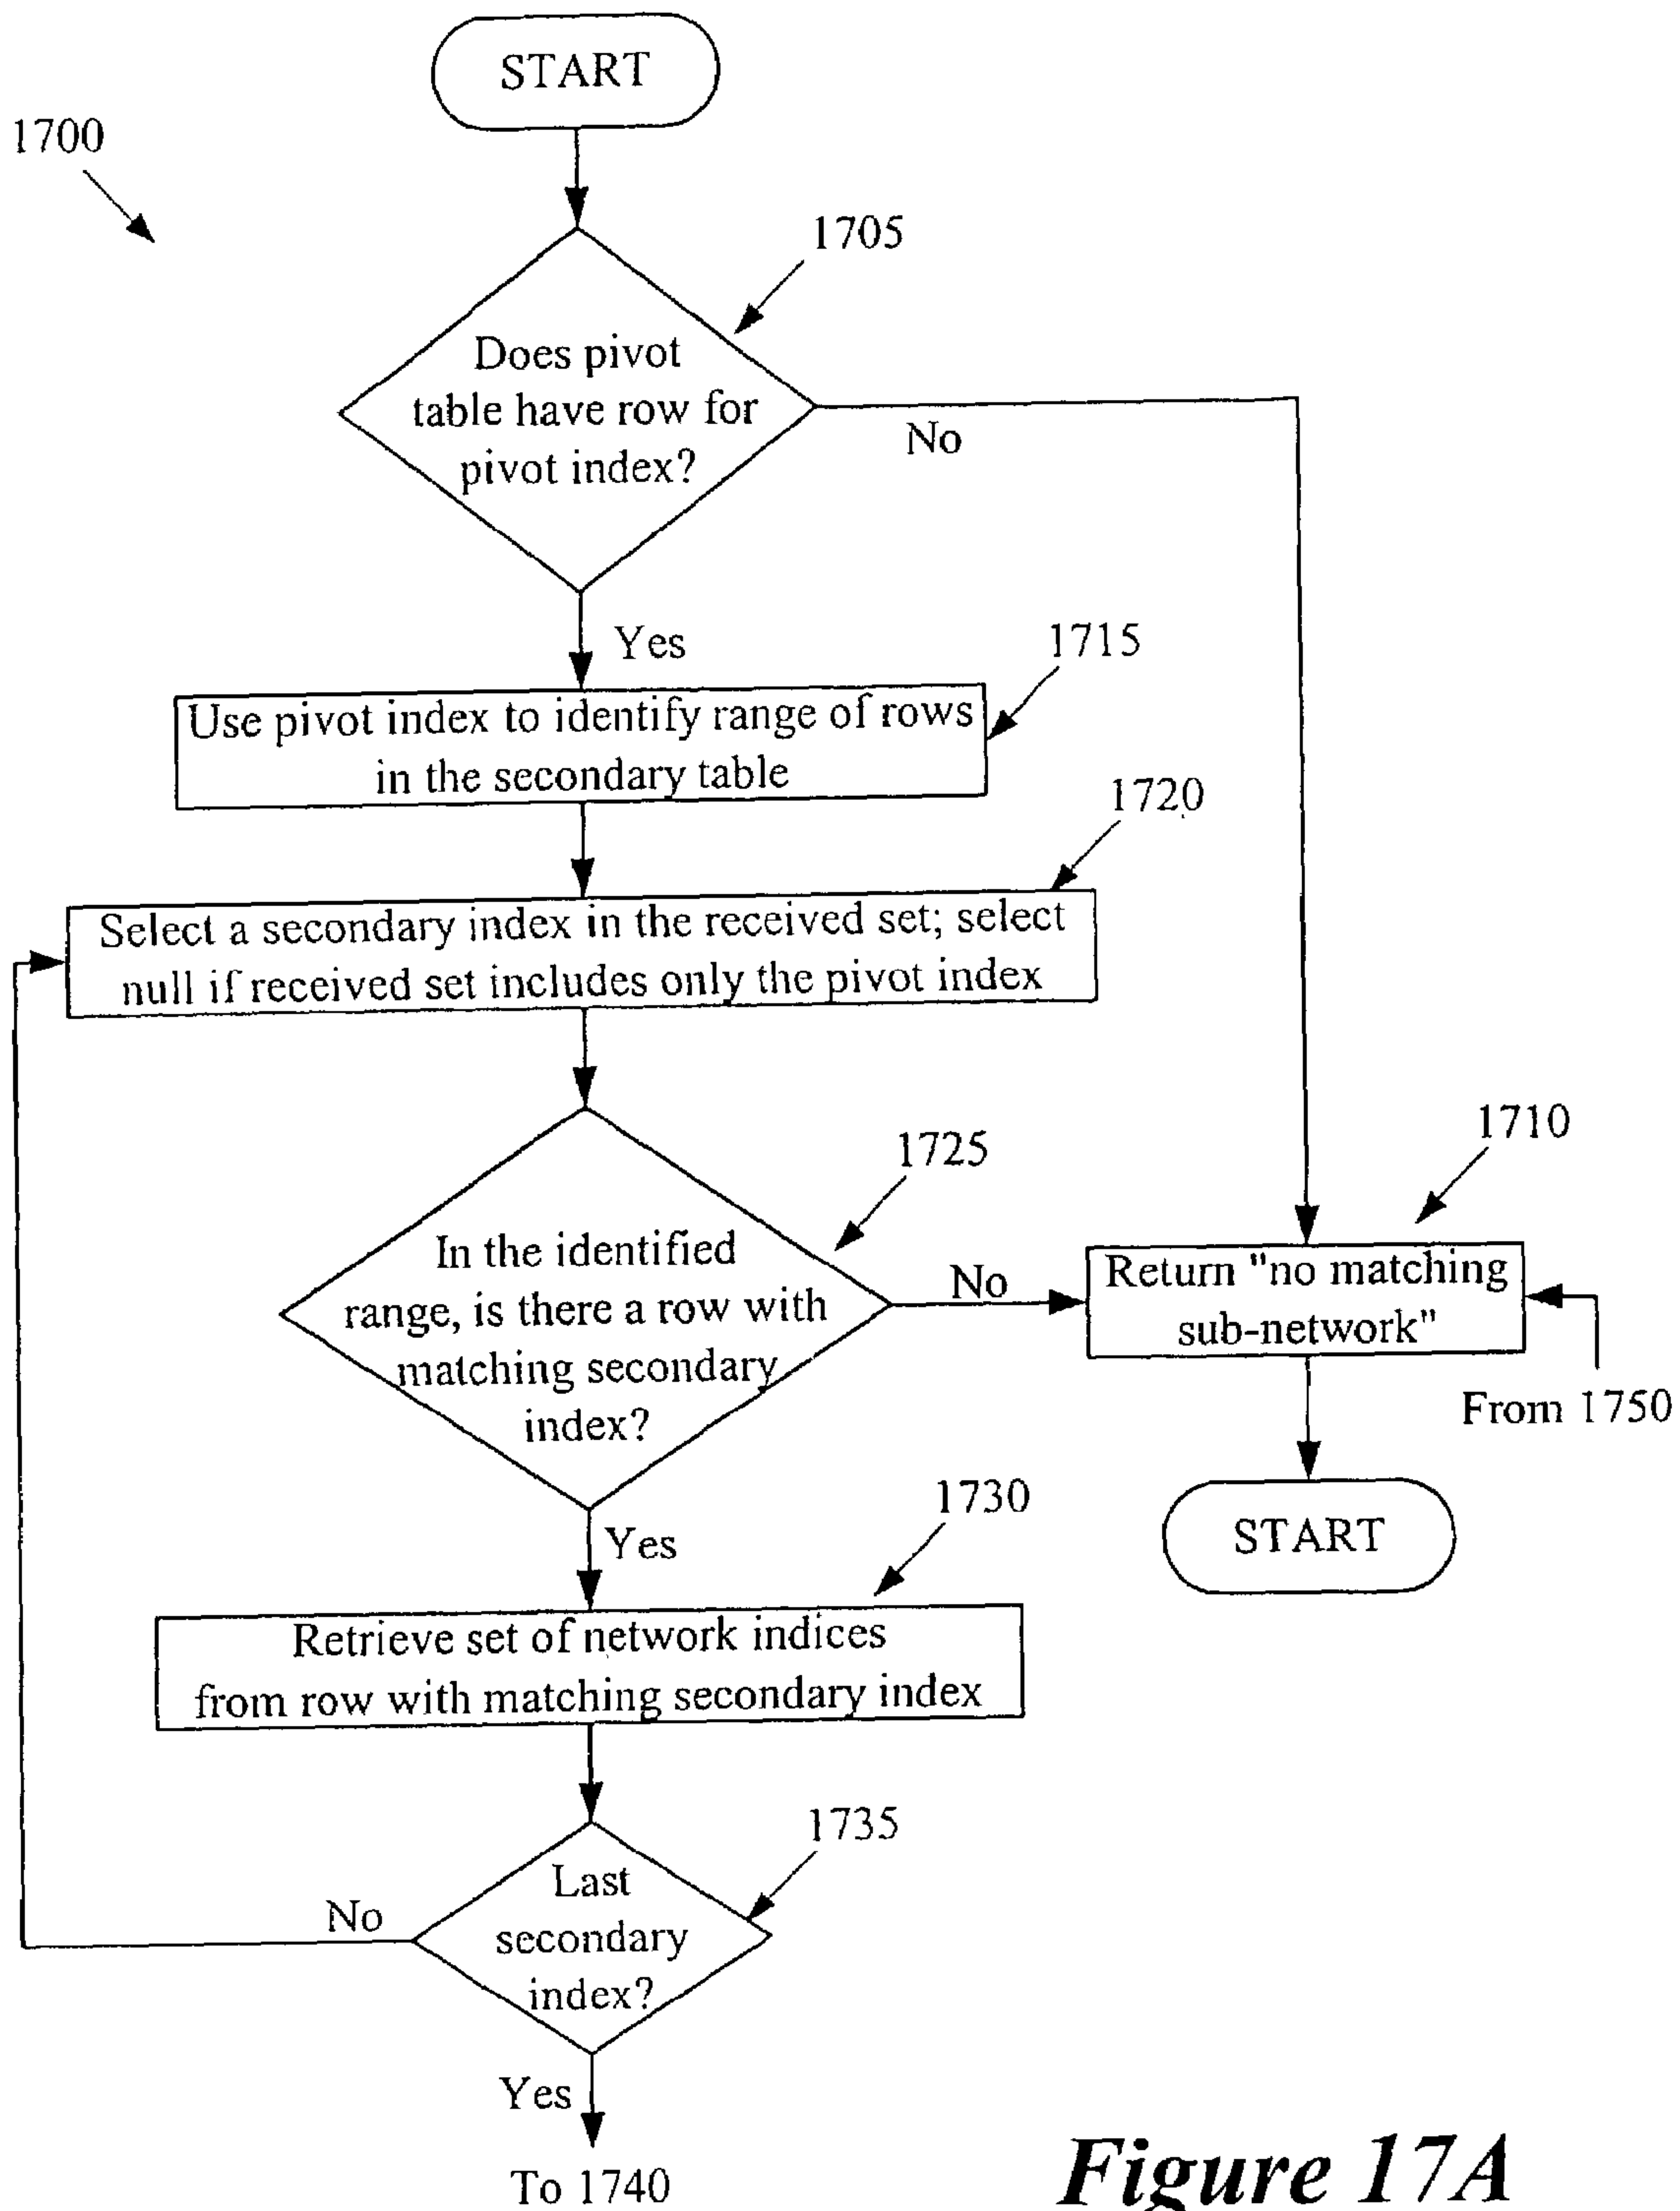 START
1700
1705
Does pivot
table have row for
pivot index?
No
Yes
1715
Use pivot index to identify range of rows
in the secondary table
1720
Select a secondary index in the received set; select
null if received set includes only the pivot index
1725
In the identified
range, is there a row with
matching secondary
index?
No
1710
Return "no matching
sub-network"
From 1750
START
Yes
1730
Retrieve set of network indices
from row with matching secondary index
1735
Last
secondary
index?
No
Yes
To 1740
Figure 17A